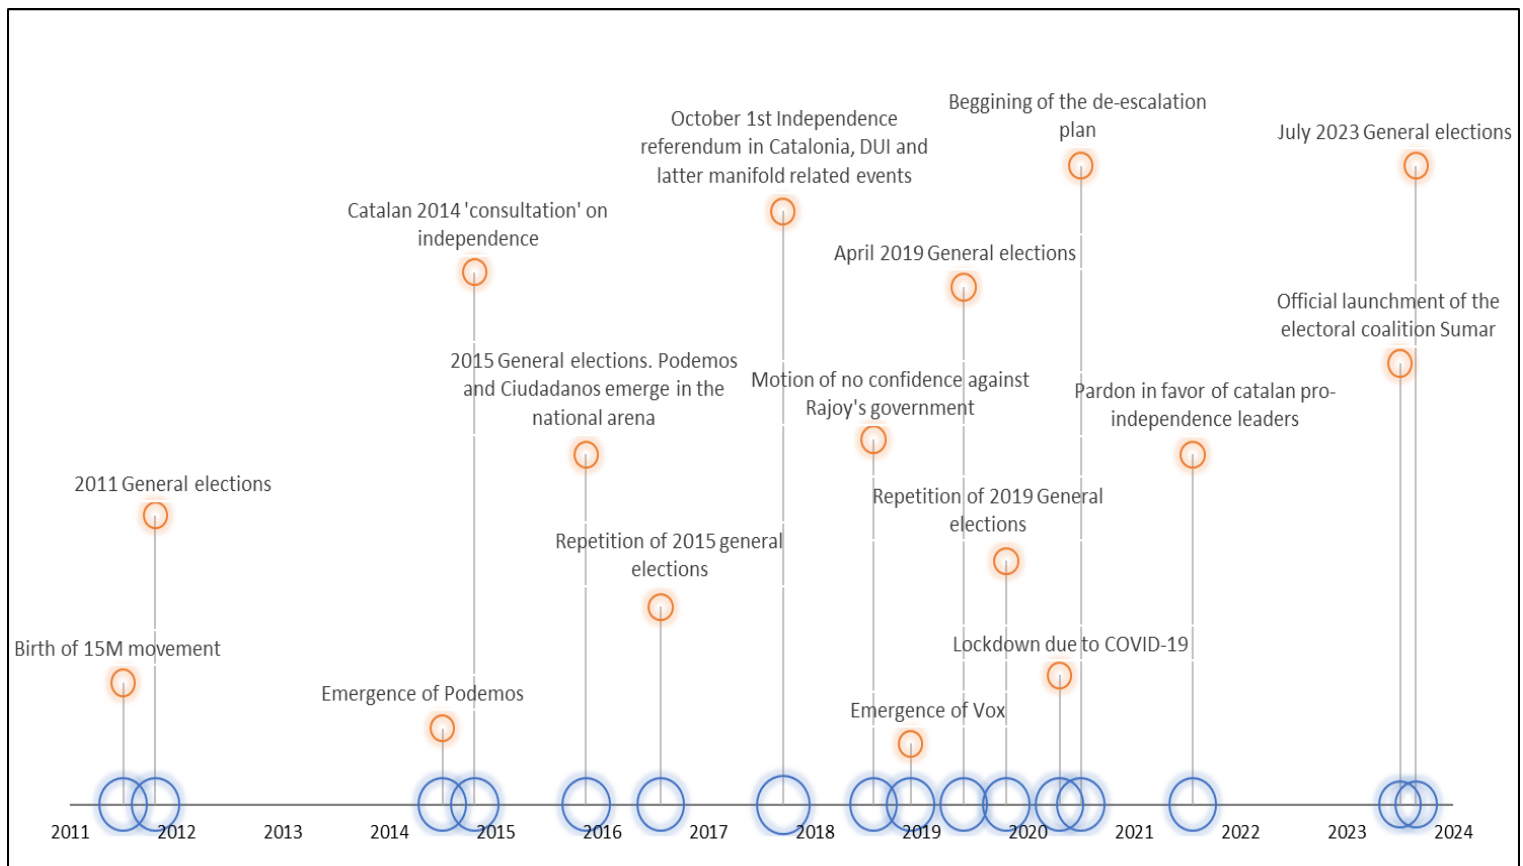 Beggining of the de-escalation
plan
October 1st Independence
referendum in Catalonia, DUI and
latter manifold related events
July 2023 General elections
Catalan 2014 'consultation' on
independence
April 2019 General elections
Official launchment of the
electoral coalition Sumar
2015 General elections. Podemos
and Ciudadanos emerge in the
national arena
Motion of no confidence against
Rajoy's government
Pardon in favor of catalan pro-
independence leaders
2011 General elections
Repetition of 2019 General
elections
Repetition of 2015 general
elections
Birth of 15M movement
Lockdown due to COVID-19
Emergence of Podemos
Emergence of Vox
2011 2012 2013 2014 2015 2016 2017 2018 2019 2020 2021 2022 2023 2024